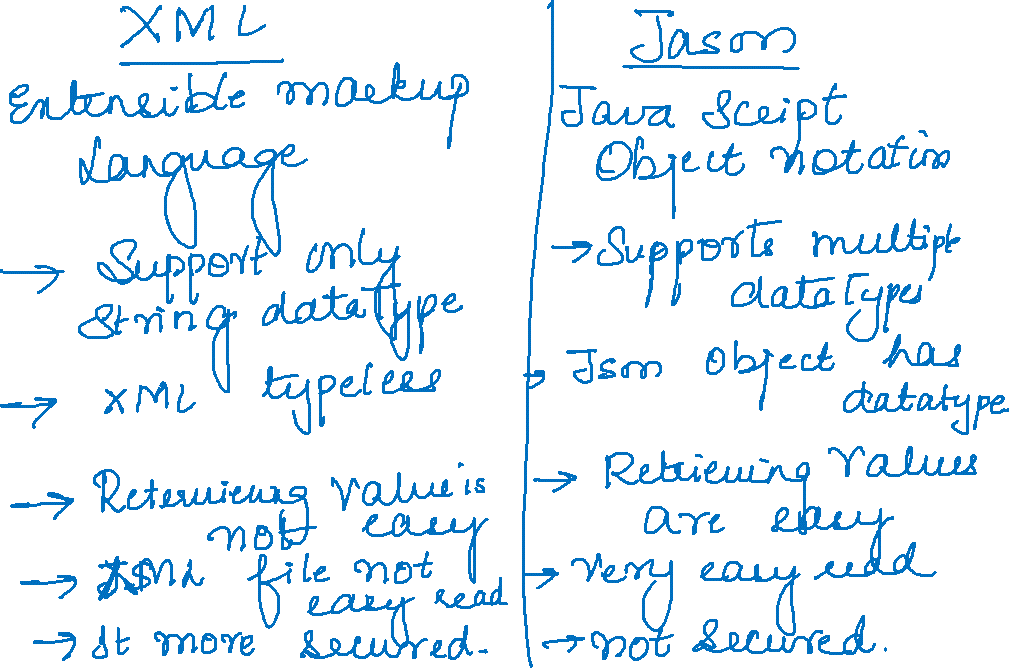 XML
Extensible markup
Language
→ Support only
String datatype
→ XML typeless
→ Reterwieung Value is
not easy
→ XML file not
easy read
→ It more secured.
Jason
Java Script
Object notation
→ Supports multiple
datatypes
→ Json Object has
datatype
→ Retrieving Values
are easy
→ Very easy read
→ not secured.